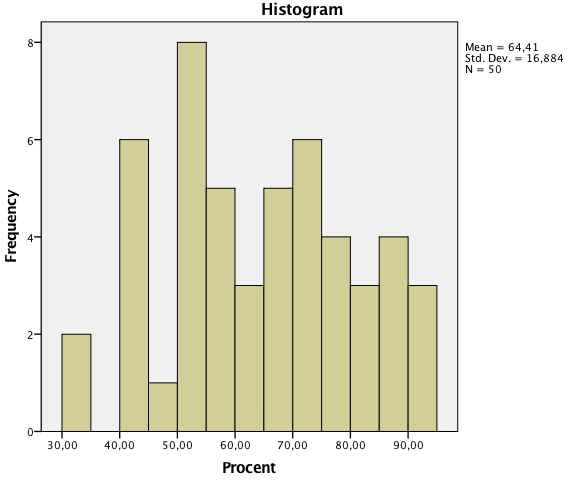 Histogram
Mean = 64,41
Std. Dev. = 16,884
N = 50
Frequency
8
6
4
2
0
30,00 40,00 50,00 60,00 70,00 80,00 90,00
Procent